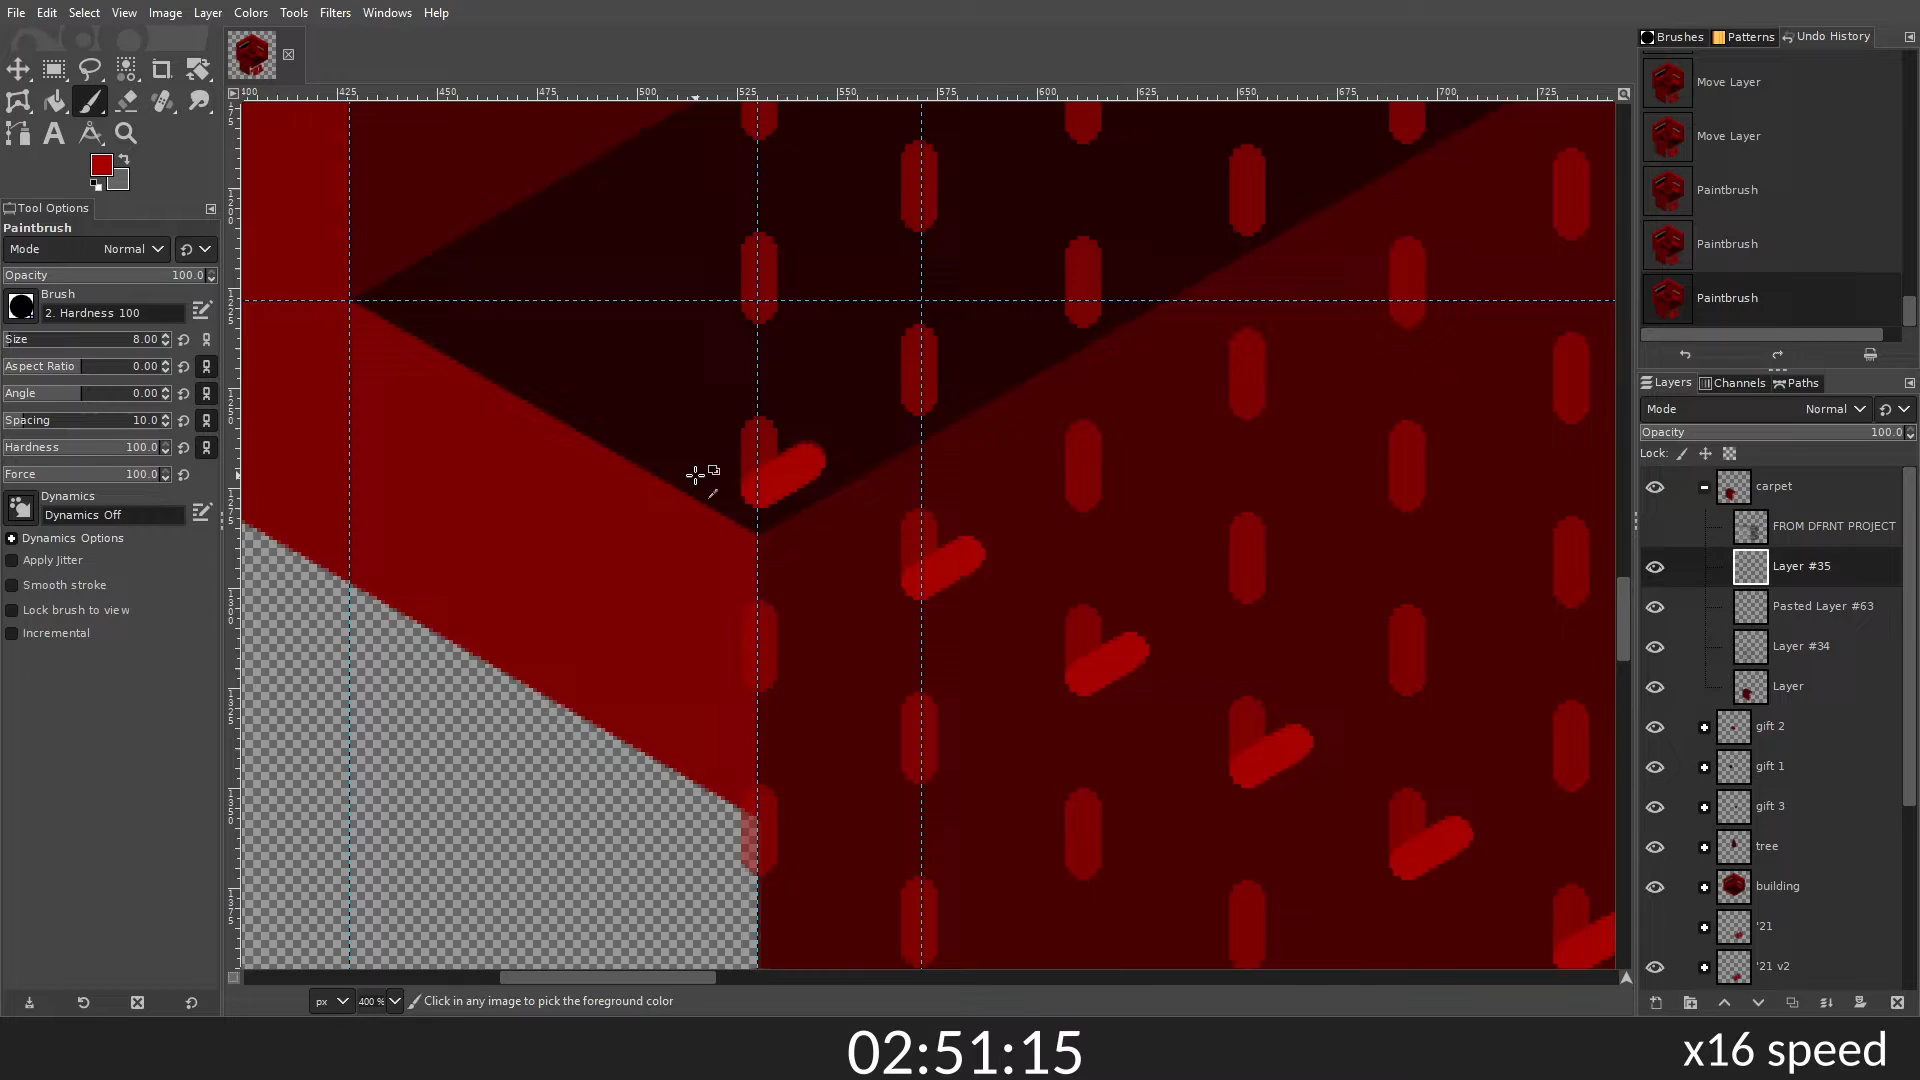 File Edit Select View Image Layer Colors Tools Filters Windows Help
Brushes Patterns Undo History
Move Layer
Move Layer
Paintbrush
Paintbrush
Paintbrush
Tool Options
Paintbrush
Mode Normal
Opacity 100.0
Brush
2. Hardness 100
Size 8.00
Aspect Ratio 0.00
Angle 0.00
Spacing 10.0
Hardness 100.0
Force 100.0
Dynamics
Dynamics Off
Dynamics Options
Apply Jitter
Smooth stroke
Lock brush to view
Incremental
400 425 450 475 500 525 550 575 600 625 650 675 700 725
Layers Channels Paths
Mode Normal
Opacity 100.0
Lock:
carpet
FROM DFRNT PROJECT
Layer #35
Pasted Layer #63
Layer #34
Layer
gift 2
gift 1
gift 3
tree
building
'21
'21 v2
px 400 % Click in any image to pick the foreground color
02:51:15
x16 speed